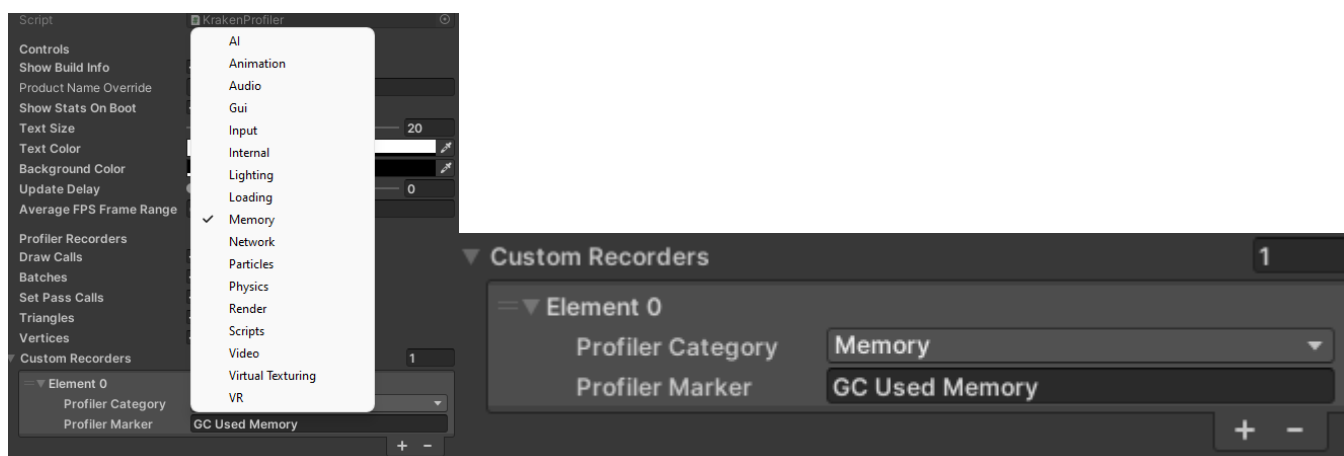 Script KrakenProfiler
Controls
Show Build Info
Product Name Override
Show Stats On Boot
Text Size 20
Text Color
Background Color
Update Delay 0
Average FPS Frame Range
Profiler Recorders
Draw Calls
Batches
Set Pass Calls
Triangles
Vertices
Custom Recorders 1
Element 0
Profiler Category
Profiler Marker GC Used Memory
+ -
AI
Animation
Audio
Gui
Input
Internal
Lighting
Loading
Memory
Network
Particles
Physics
Render
Scripts
Video
Virtual Texturing
VR
Custom Recorders 1
Element 0
Profiler Category Memory
Profiler Marker GC Used Memory
+ -